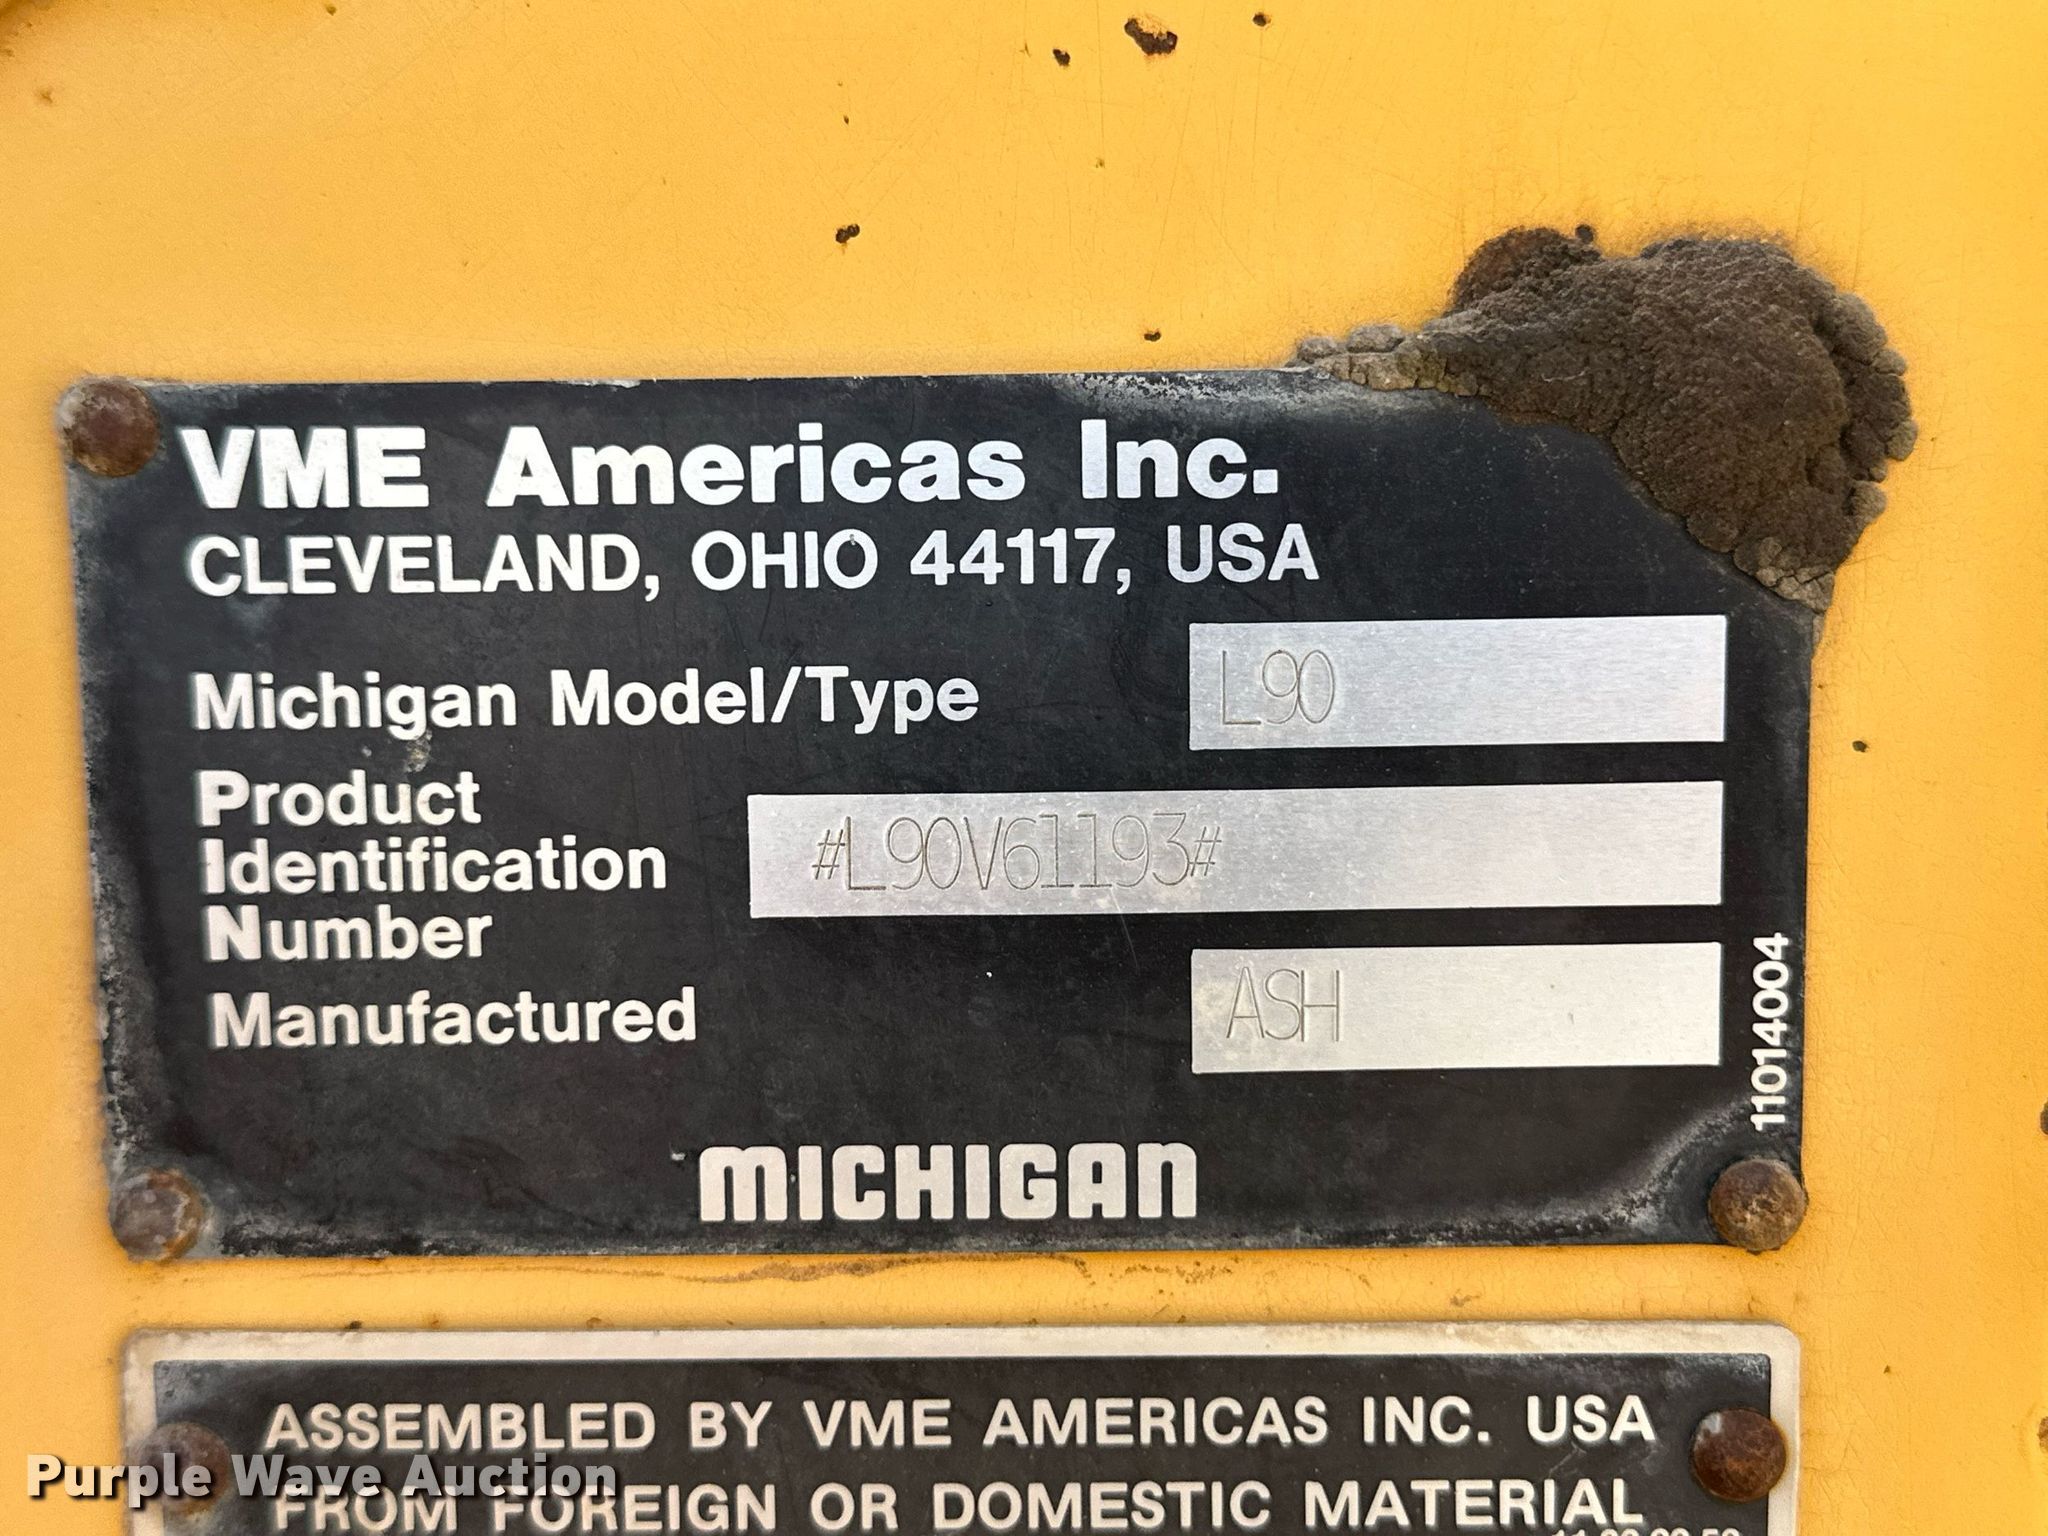 VME Americas Inc.
CLEVELAND, OHIO 44117, USA
Michigan Model/Type L90
Product
Identification #L90V61193#
Number
Manufactured ASH
11014004
MICHIGAN
ASSEMBLED BY VME AMERICAS INC. USA
FROM FOREIGN OR DOMESTIC MATERIAL
Purple Wave Auction